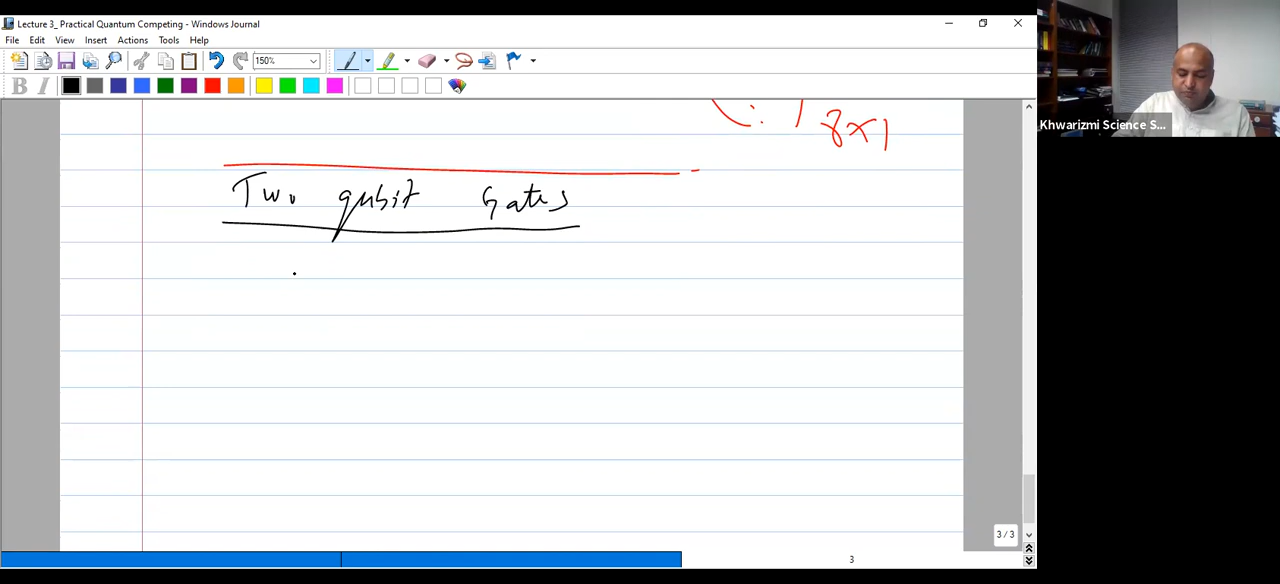 Lecture 3_ Practical Quantum Competing - Windows Journal
File Edit View Insert Actions Tools Help
150%
B I
Khwarizmi Science S...
8x1
Two qubit Gates
3 / 3
3